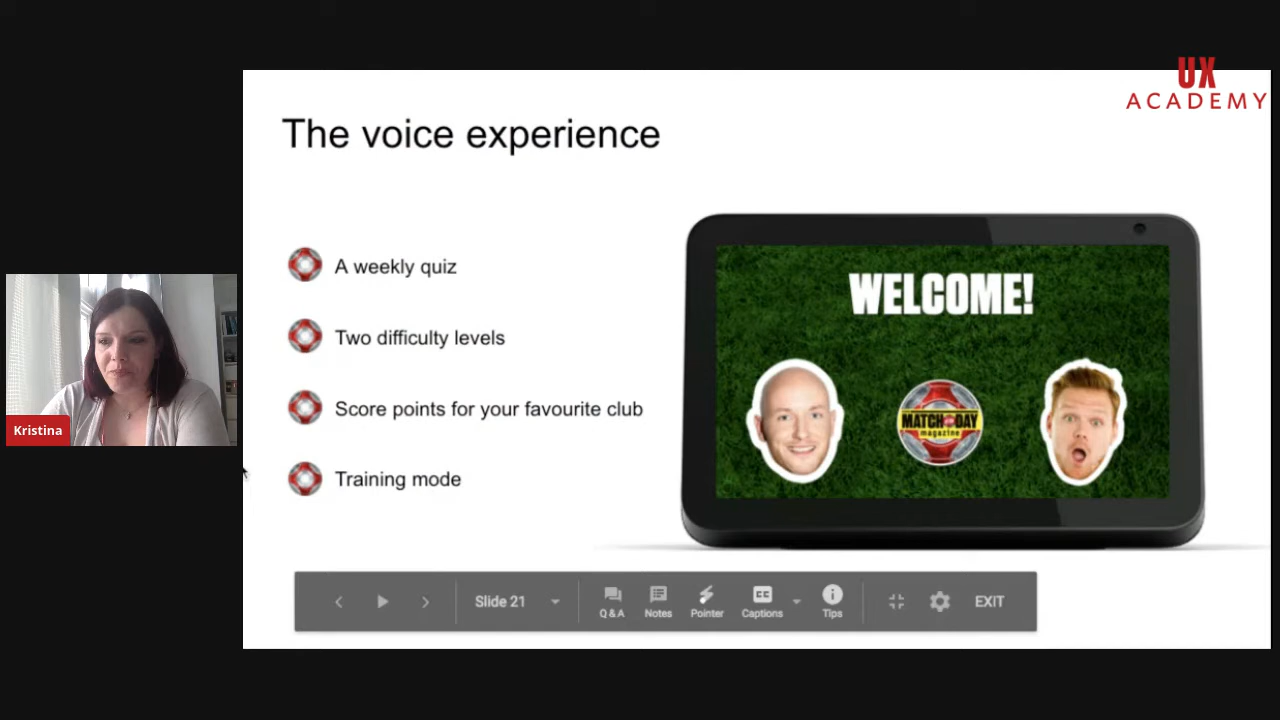 UX
ACADEMY
The voice experience
A weekly quiz
Two difficulty levels
Score points for your favourite club
Training mode
WELCOME!
MATCH OF THE DAY
magazine
Kristina
Slide 21
Q & A
Notes
Pointer
CC
Captions
Tips
EXIT